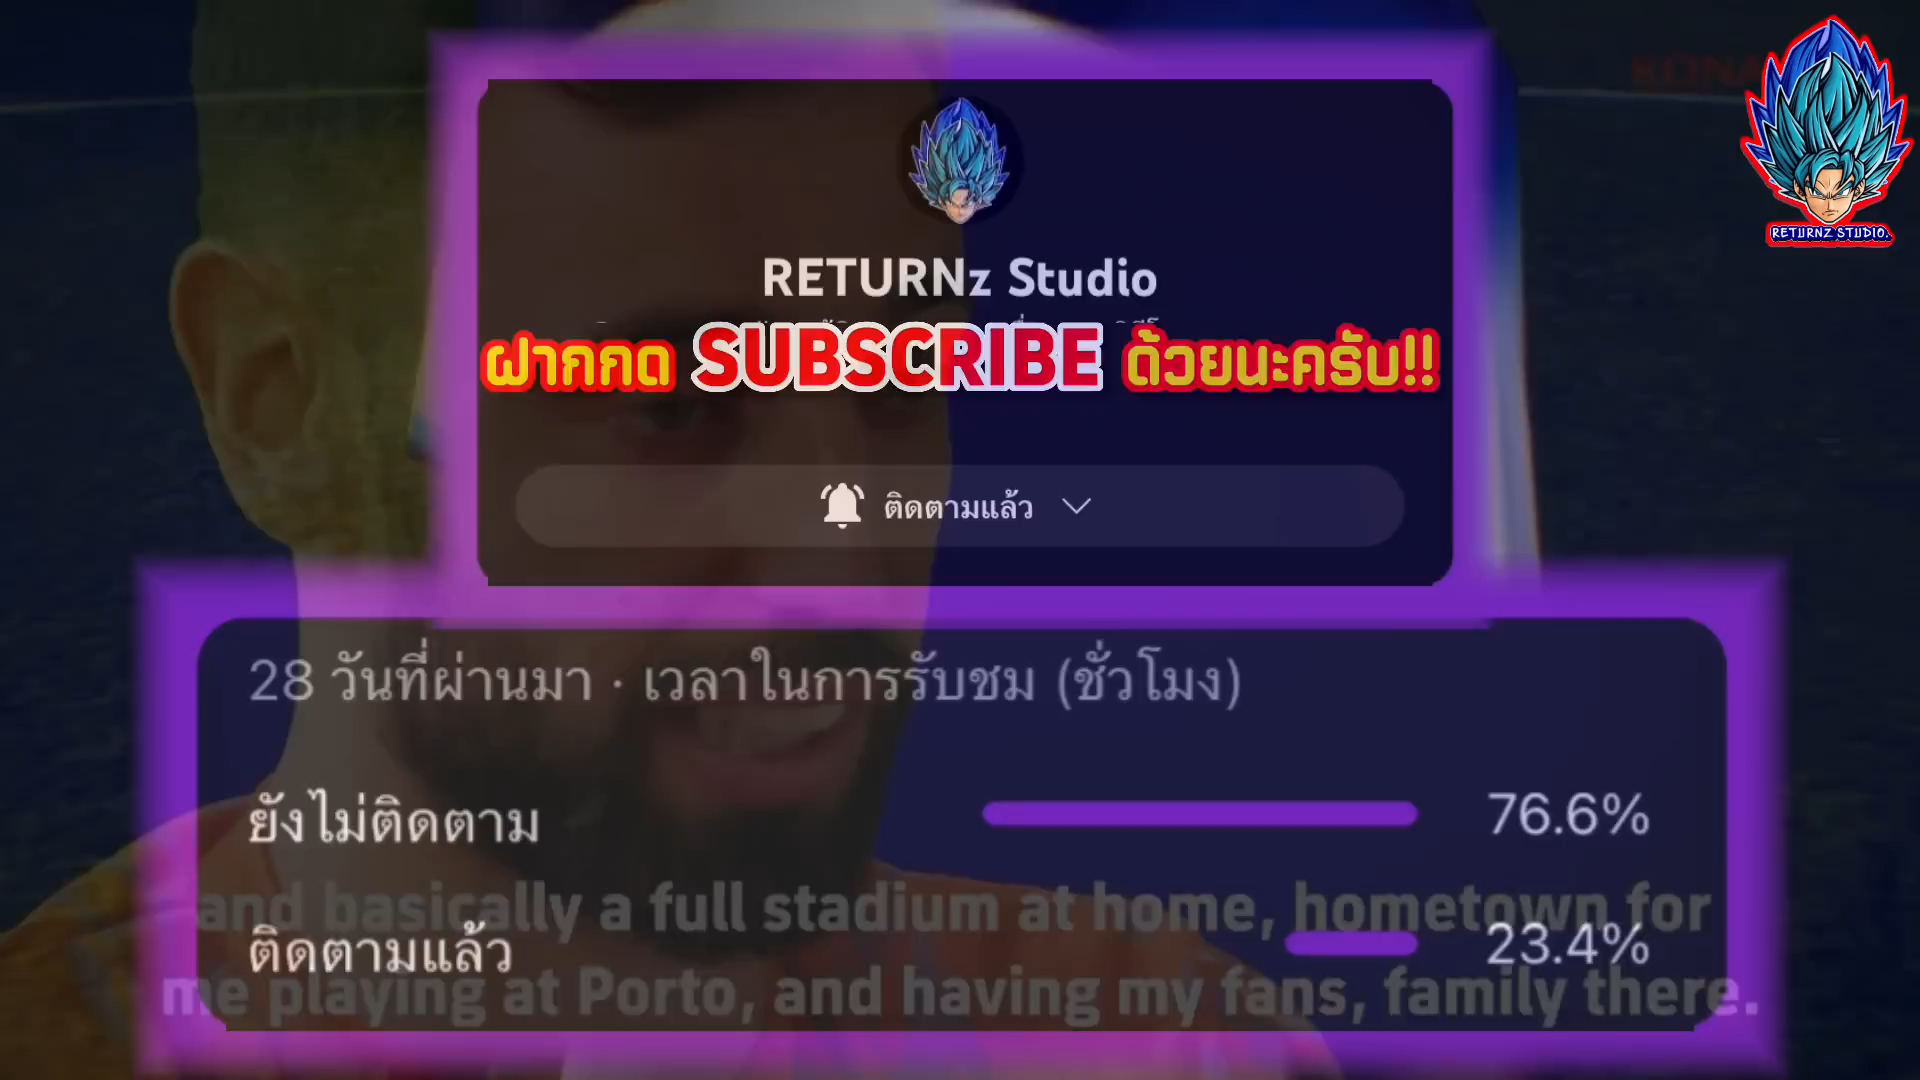 KONA
RETURNZ STUDIO.
RETURNz Studio
ฝากกด SUBSCRIBE ด้วยนะครับ!!
ติดตามแล้ว
28 วันที่ผ่านมา · เวลาในการรับชม (ชั่วโมง)
ยังไม่ติดตาม 76.6%
and basically a full stadium at home, hometown for
ติดตามแล้ว 23.4%
me playing at Porto, and having my fans, family there.